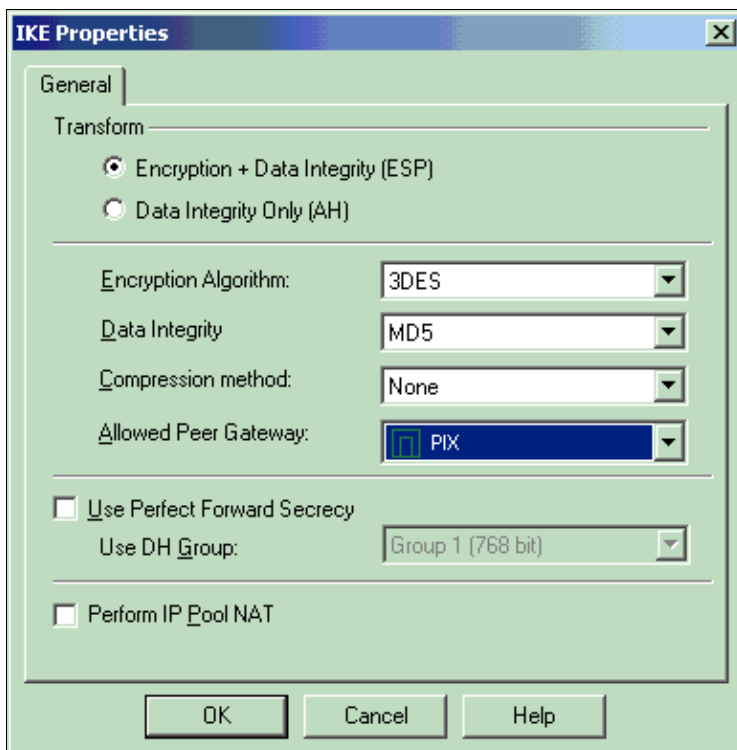 IKE Properties
General
Transform
Encryption + Data Integrity (ESP)
Data Integrity Only (AH)
Encryption Algorithm: 3DES
Data Integrity MD5
Compression method: None
Allowed Peer Gateway: PIX
Use Perfect Forward Secrecy
Use DH Group: Group 1 (768 bit)
Perform IP Pool NAT
OK Cancel Help